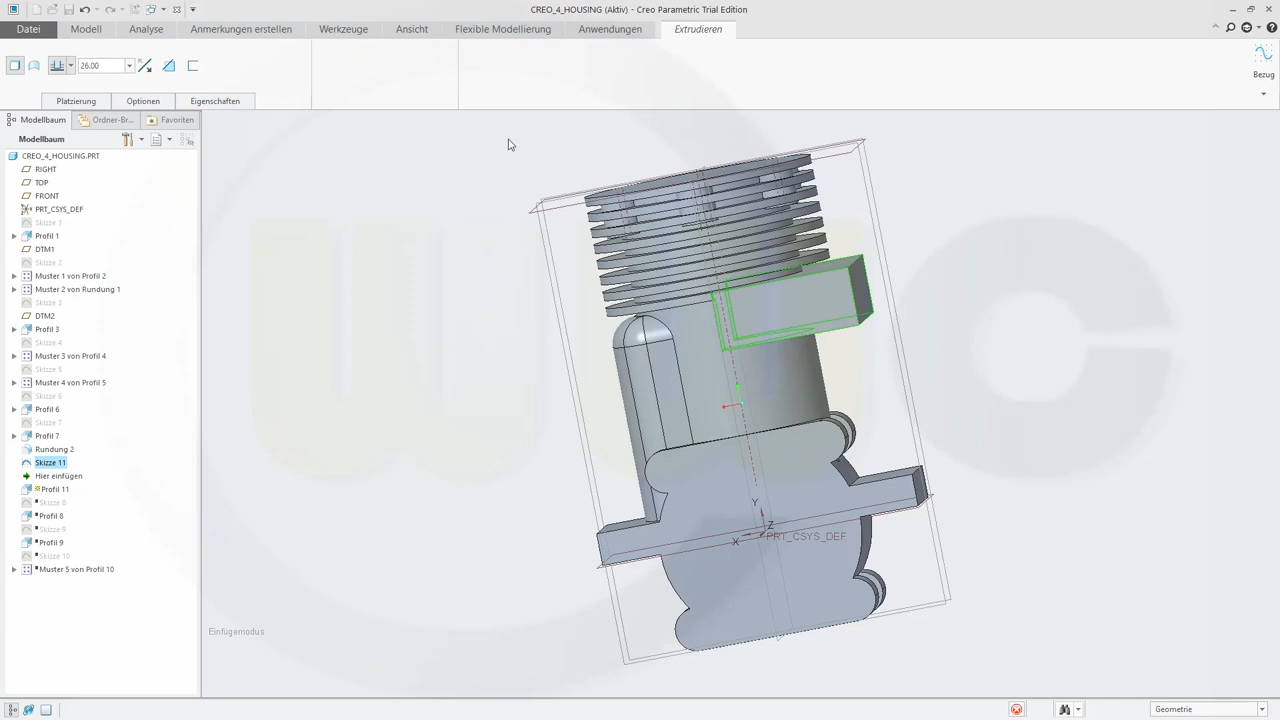 CREO_4_HOUSING (Aktiv) - Creo Parametric Trial Edition
Datei Modell Analyse Anmerkungen erstellen Werkzeuge Ansicht Flexible Modellierung Anwendungen Extrudieren
26.00
Bezug
Platzierung Optionen Eigenschaften
Modellbaum Ordner-Br... Favoriten
Modellbaum
CREO_4_HOUSING.PRT
RIGHT
TOP
FRONT
PRT_CSYS_DEF
Skizze 1
Profil 1
DTM1
Skizze 2
Muster 1 von Profil 2
Muster 2 von Rundung 1
Skizze 3
DTM2
Profil 3
Skizze 4
Muster 3 von Profil 4
Skizze 5
Muster 4 von Profil 5
Skizze 6
Profil 6
Skizze 7
Profil 7
Rundung 2
Skizze 11
Hier einfügen
Profil 11
Skizze 8
Profil 8
Skizze 9
Profil 9
Skizze 10
Muster 5 von Profil 10
Y
Z
X
PRT_CSYS_DEF
Einfügemodus
Geometrie